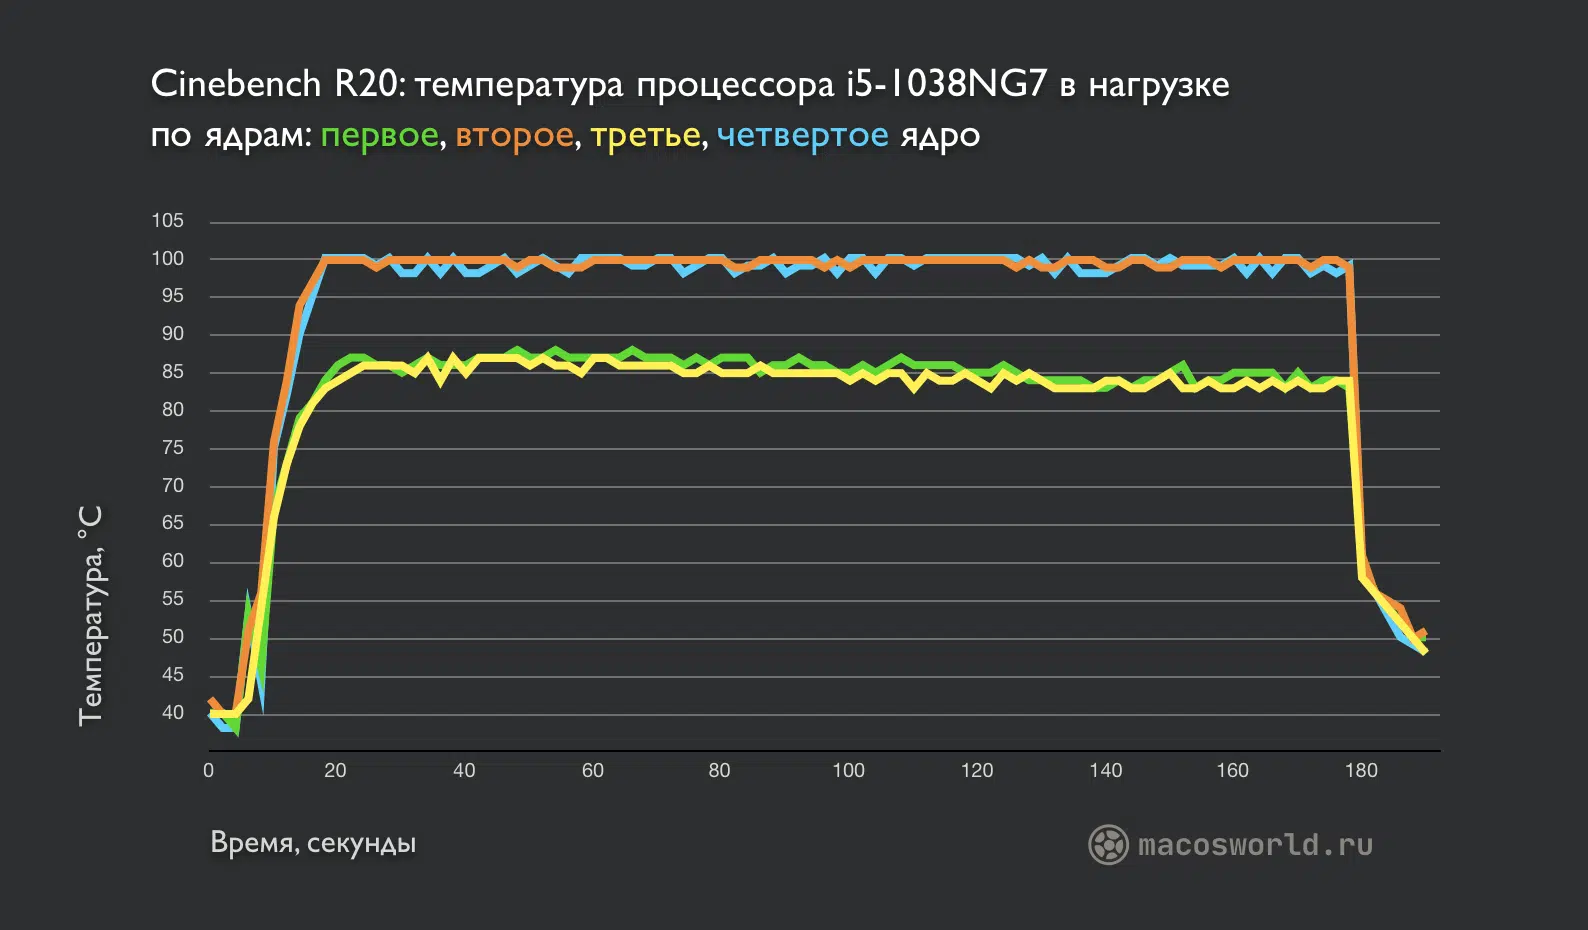 Cinebench R20: температура процессора i5-1038NG7 в нагрузке
по ядрам: первое, второе, третье, четвертое ядро
105
100
95
90
85
80
75
70
65
60
55
50
45
40
Температура, °C
0 20 40 60 80 100 120 140 160 180
Время, секунды
macosworld.ru